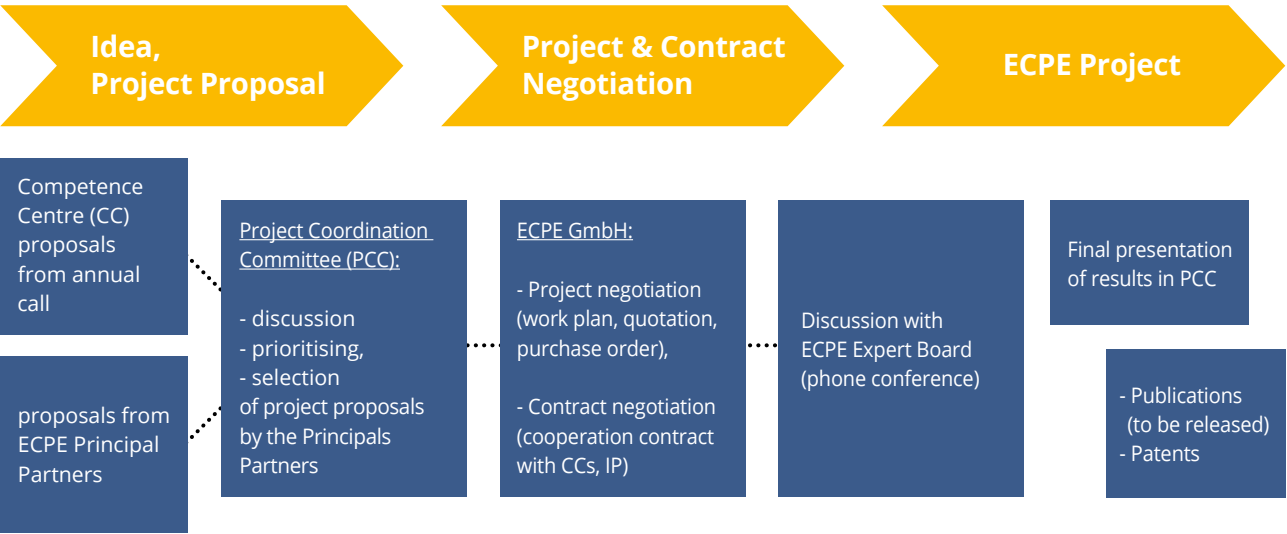 Idea,
Project Proposal
Project & Contract
Negotiation
ECPE Project
Competence
Centre (CC)
proposals
from annual
call
proposals from
ECPE Principal
Partners
Project Coordination
Committee (PCC):
- discussion
- prioritising,
- selection
of project proposals
by the Principals
Partners
ECPE GmbH:
- Project negotiation
(work plan, quotation,
purchase order),
- Contract negotiation
(cooperation contract
with CCs, IP)
Discussion with
ECPE Expert Board
(phone conference)
Final presentation
of results in PCC
- Publications
(to be released)
- Patents